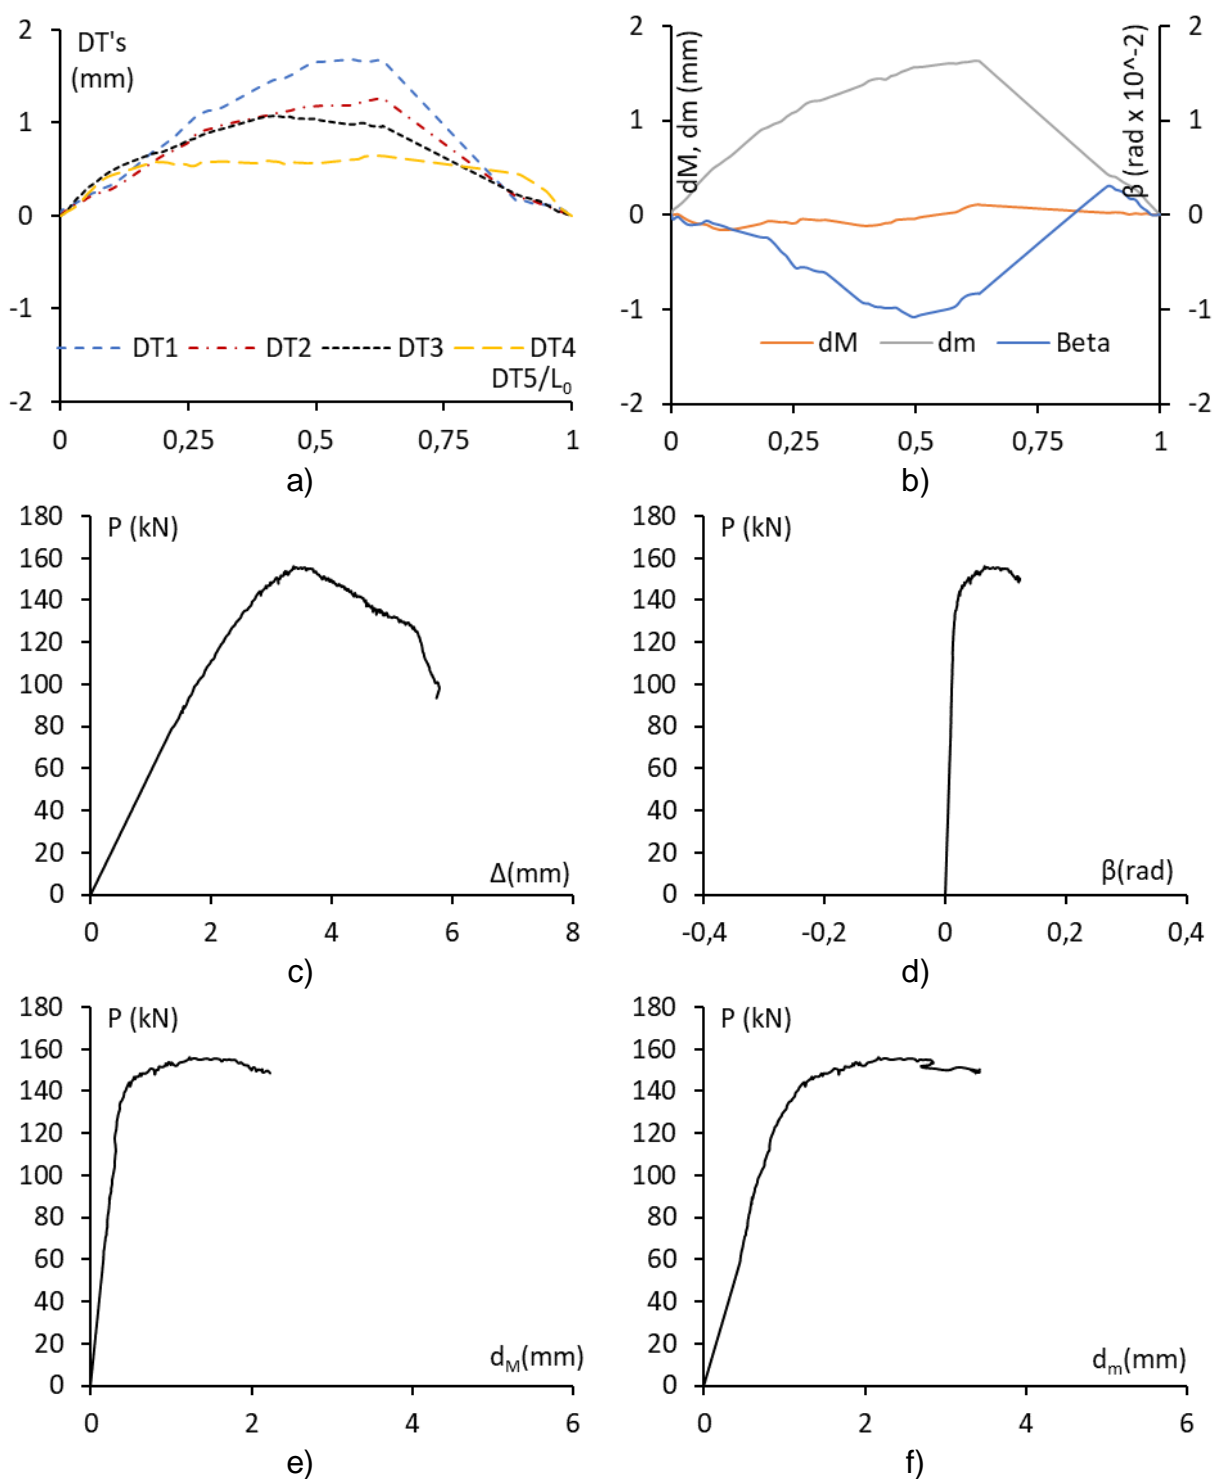 2
DT's
(mm)
1
0
-1
DT1 DT2 DT3 DT4
DT5/L0
-2
0 0,25 0,5 0,75 1
a)
2 2
dM, dm (mm)
β (rad x 10^-2)
1 1
0 0
-1 -1
dM dm Beta
-2 -2
0 0,25 0,5 0,75 1
b)
180
P (kN)
160
140
120
100
80
60
40
20
Δ(mm)
0
0 2 4 6 8
c)
180
P (kN)
160
140
120
100
80
60
40
20
β(rad)
0
-0,4 -0,2 0 0,2 0,4
d)
180
P (kN)
160
140
120
100
80
60
40
20
dM(mm)
0
0 2 4 6
e)
180
P (kN)
160
140
120
100
80
60
40
20
dm(mm)
0
0 2 4 6
f)